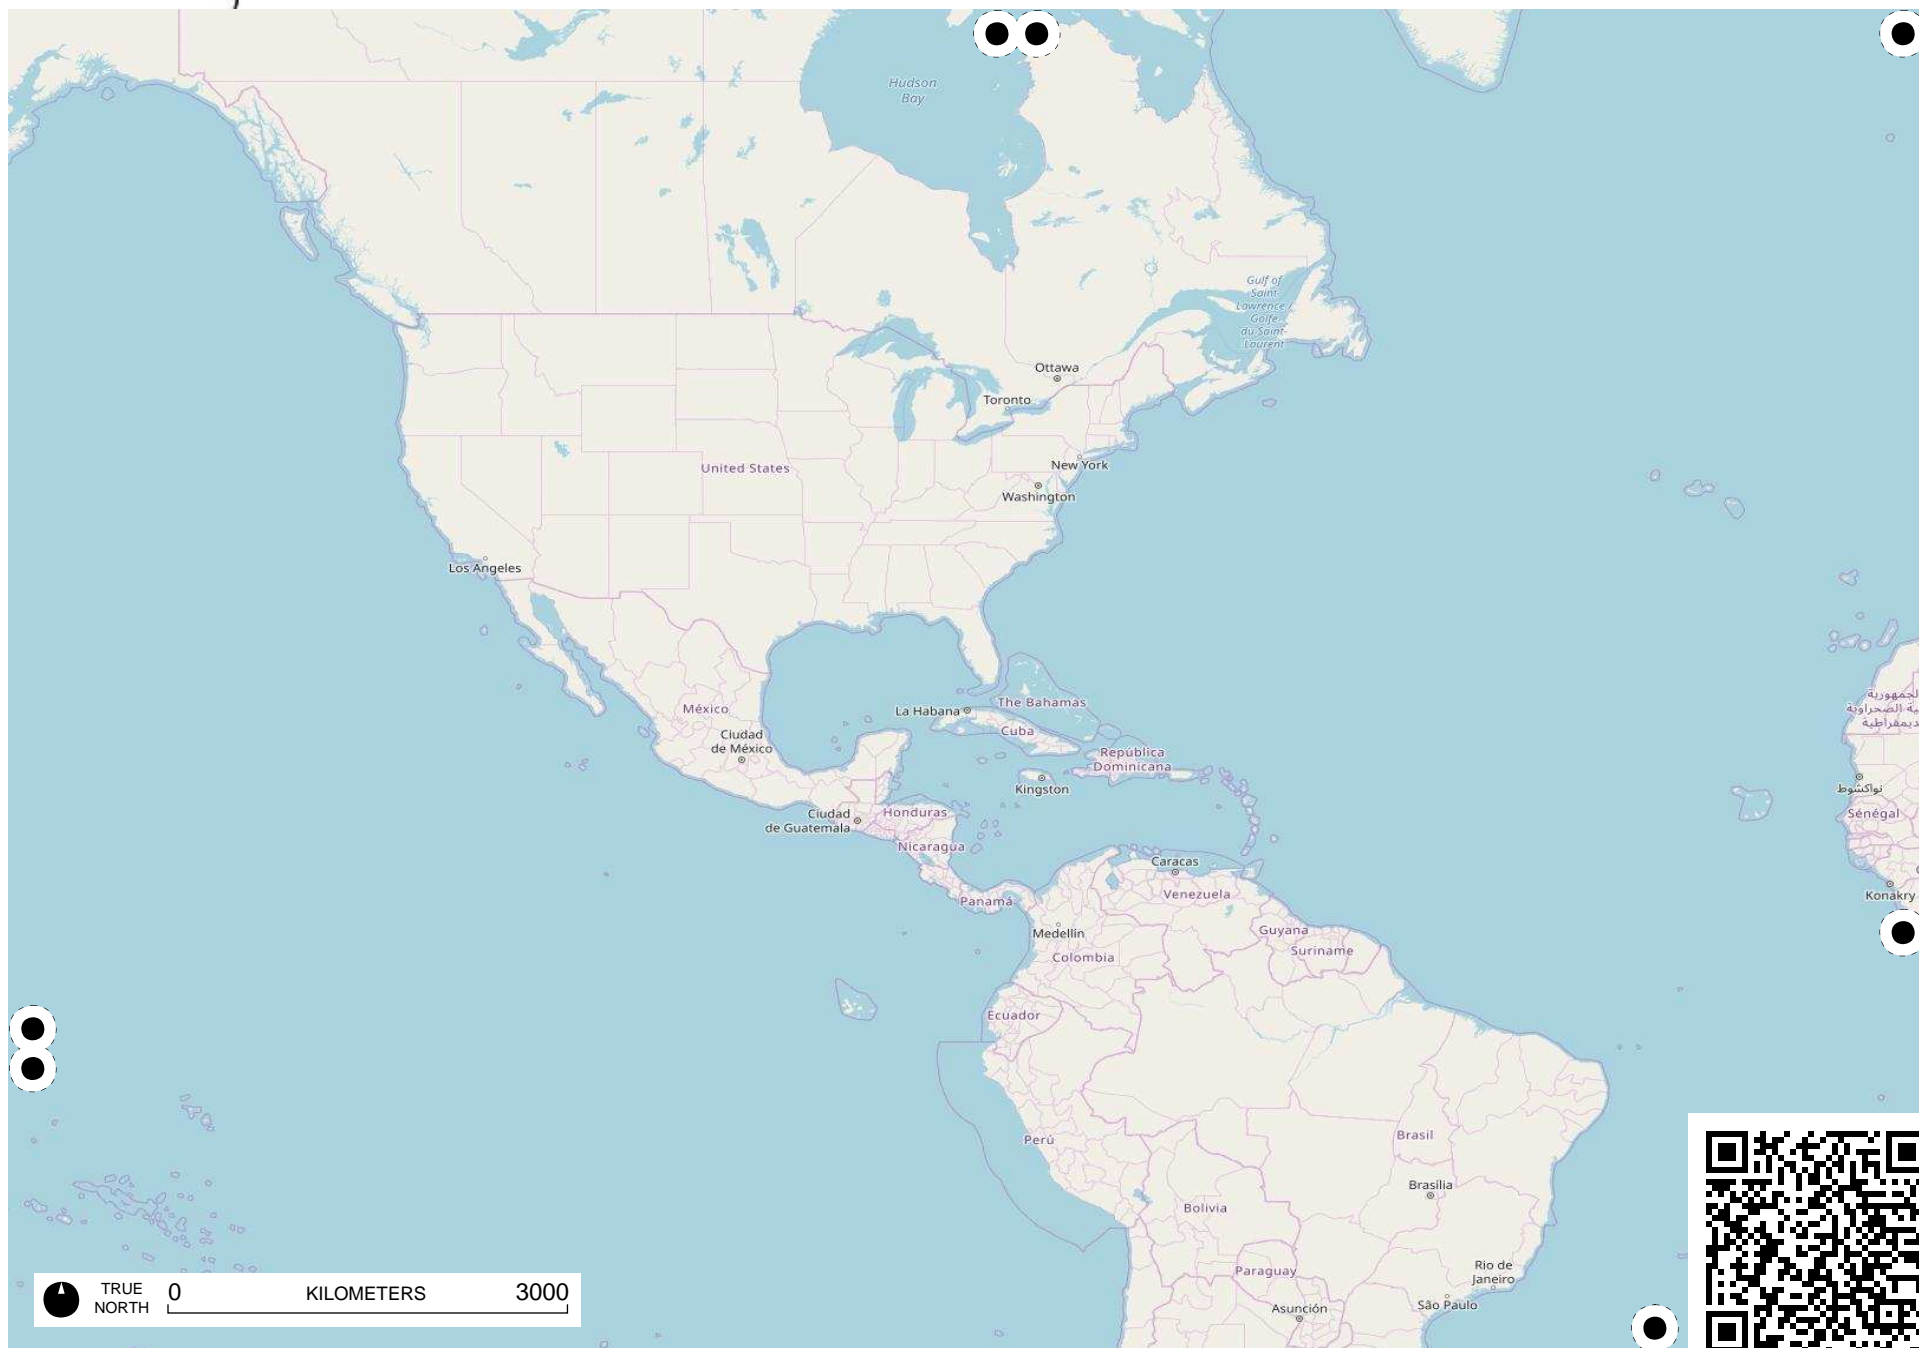 Hudson
Bay
Gulf of
Saint
Lawrence /
Golfe
du Saint-
Laurent
Ottawa
Toronto
New York
United States
Washington
Los Angeles
La Habana
The Bahamas
México
Cuba
Ciudad
de México
República
Dominicana
Kingston
نواكشوط
Ciudad
de Guatemala
Honduras
Sénégal
Nicaragua
Caracas
Venezuela
Panamá
Konakry
Medellín
Guyana
Colombia
Suriname
Ecuador
Perú
Brasil
Brasília
Bolivia
Rio de
Janeiro
Paraguay
São Paulo
Asunción
TRUE
NORTH
0 KILOMETERS 3000